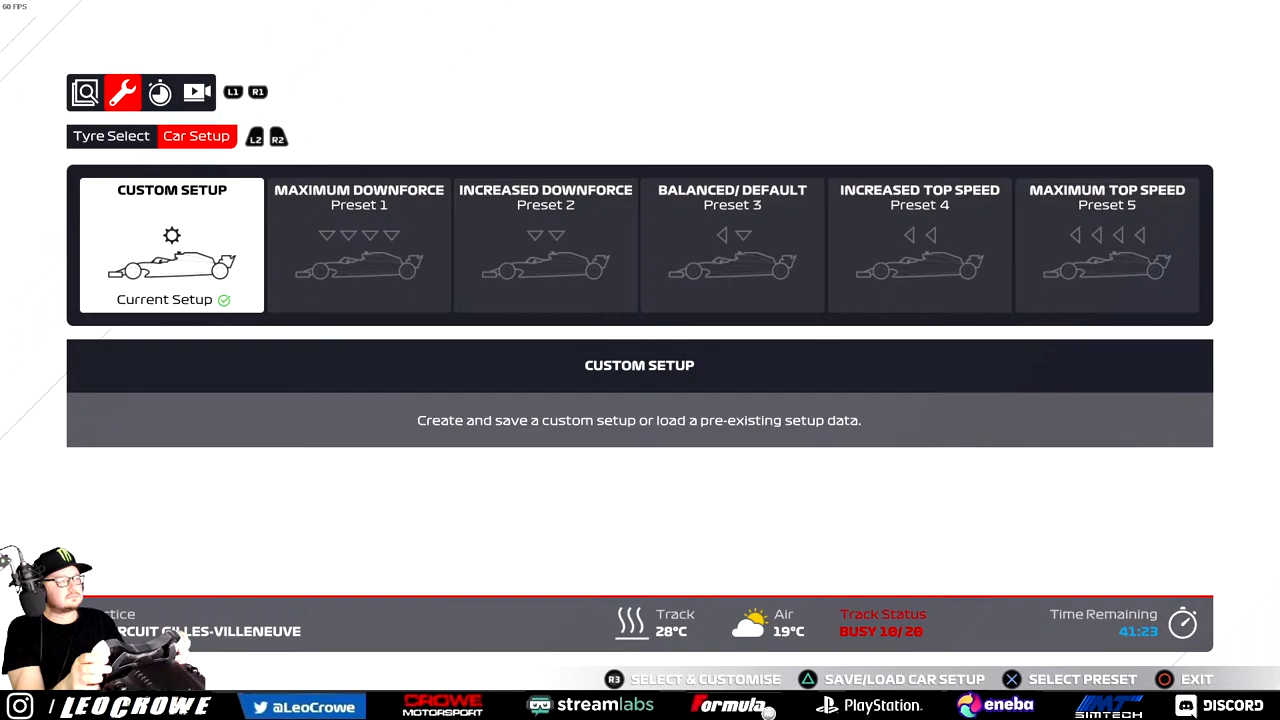 60 FPS
L1 R1
Tyre Select Car Setup L2 R2
CUSTOM SETUP
Current Setup
MAXIMUM DOWNFORCE
Preset 1
INCREASED DOWNFORCE
Preset 2
BALANCED/ DEFAULT
Preset 3
INCREASED TOP SPEED
Preset 4
MAXIMUM TOP SPEED
Preset 5
CUSTOM SETUP
Create and save a custom setup or load a pre-existing setup data.
ctice
RCUIT GILLES-VILLENEUVE
Track
28°C
Air
19°C
Track Status
BUSY 10/20
Time Remaining
41:23
R3 SELECT & CUSTOMISE SAVE/LOAD CAR SETUP SELECT PRESET EXIT
/LEOCROWE @LeoCrowe CROWE MOTORSPORT streamlabs Formula PlayStation. eneba SIMTECH DISCORD